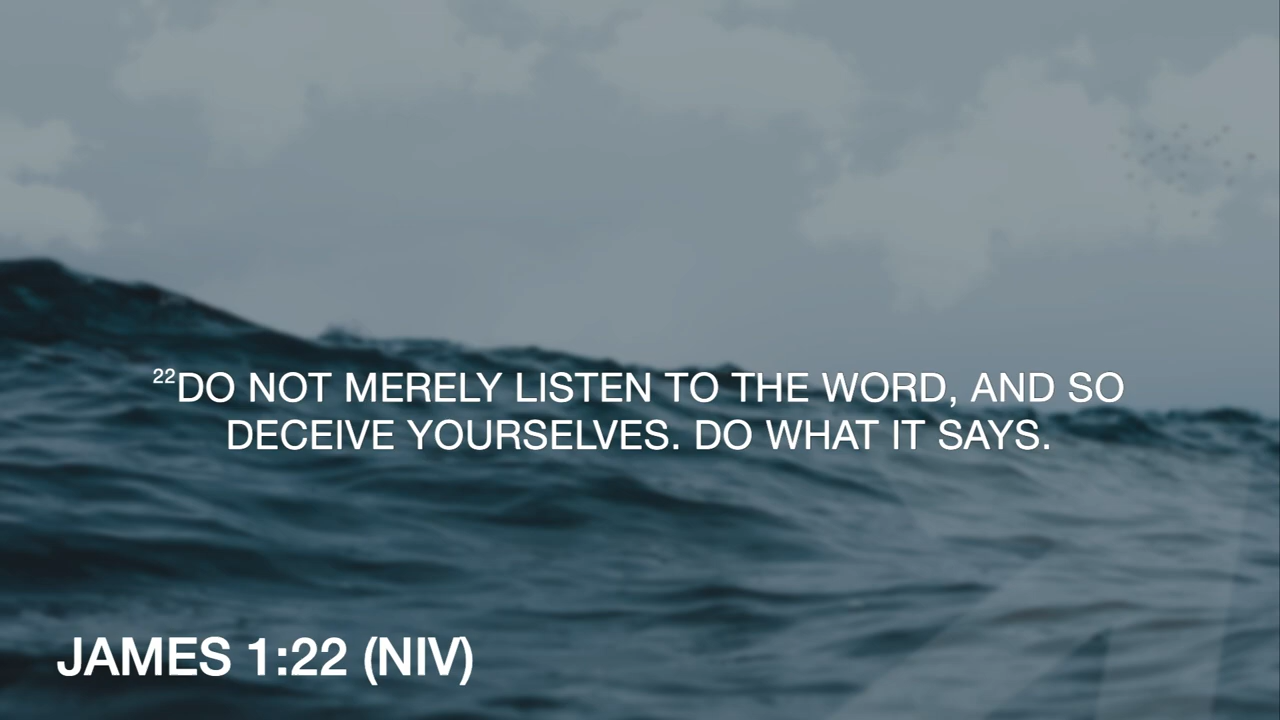 ²²DO NOT MERELY LISTEN TO THE WORD, AND SO
DECEIVE YOURSELVES. DO WHAT IT SAYS.
JAMES 1:22 (NIV)